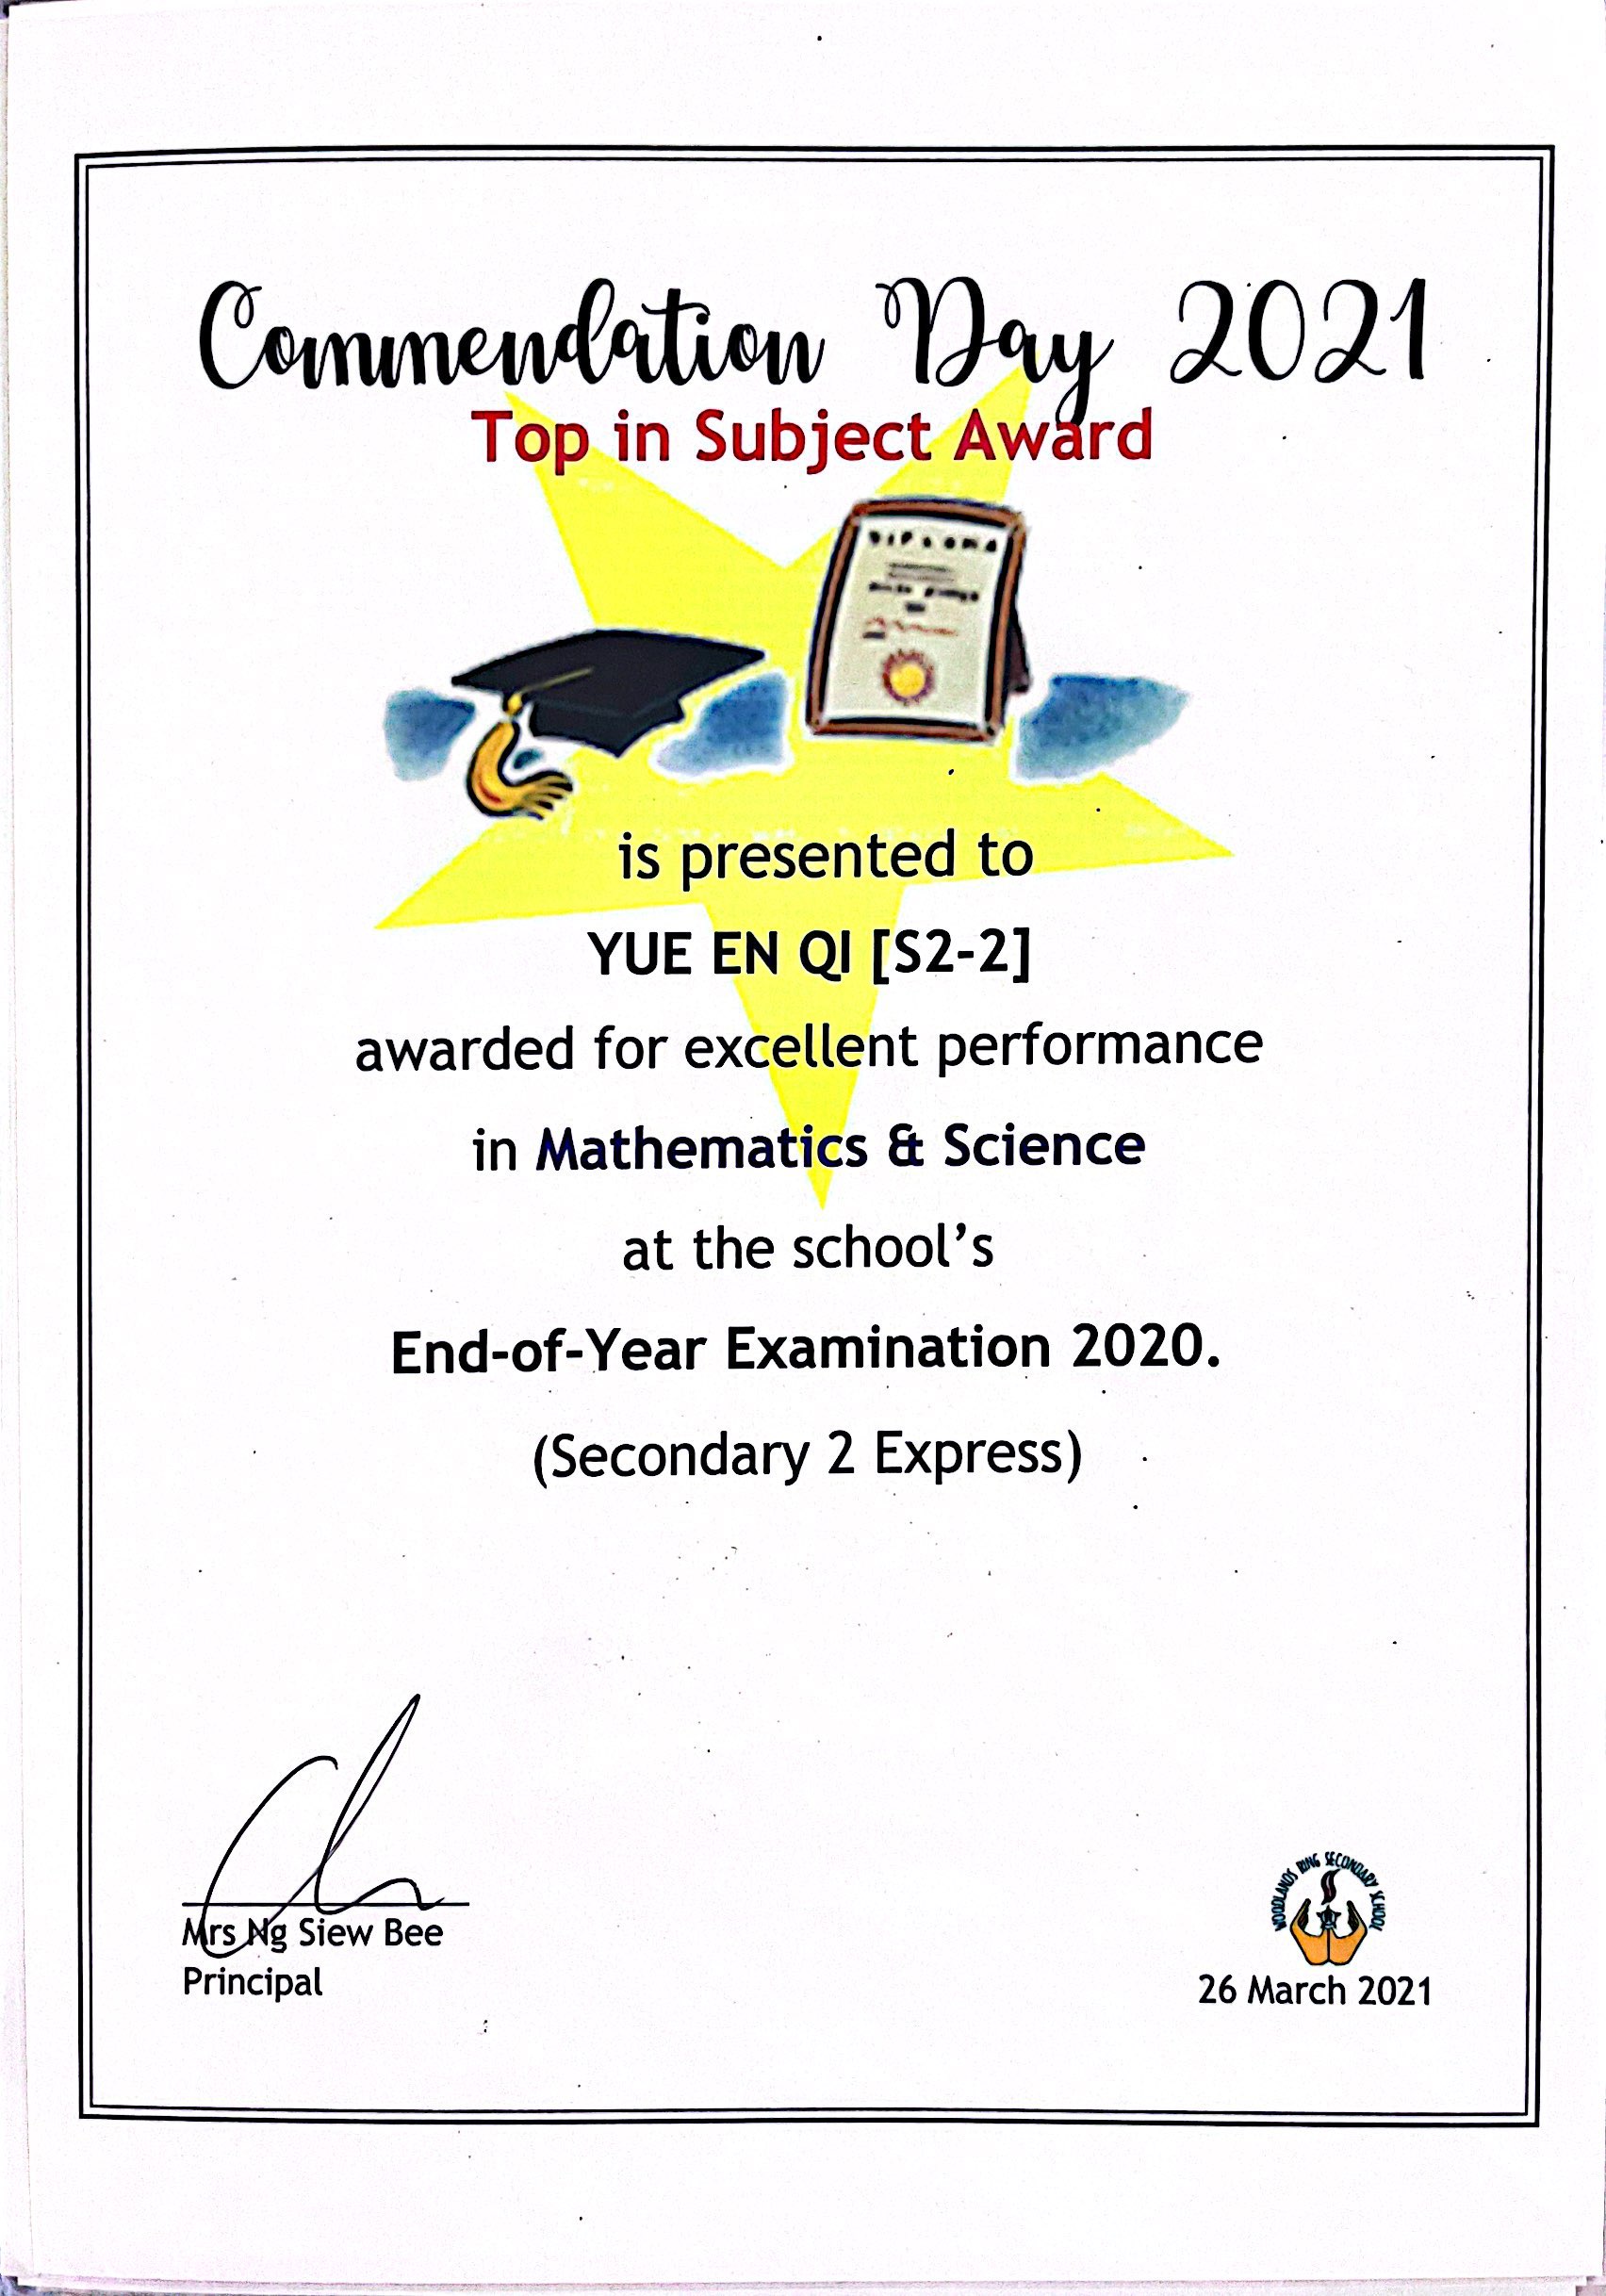 Commendation Day 2021
Top in Subject Award
DIPLOMA
is presented to
YUE EN QI [S2-2]
awarded for excellent performance
in Mathematics & Science
at the school’s
End-of-Year Examination 2020.
(Secondary 2 Express)
Mrs Ng Siew Bee
Principal
WOODLANDS RING SECONDARY SCHOOL
26 March 2021